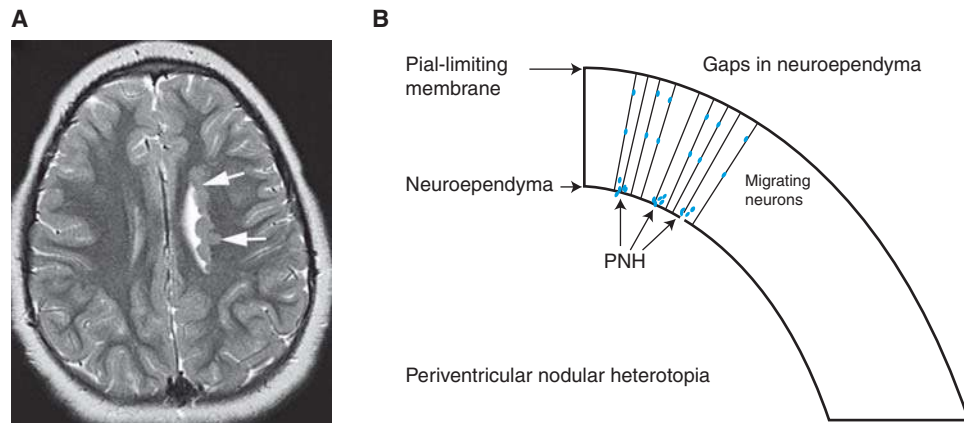 A
B
Pial-limiting
membrane
Gaps in neuroependyma
Neuroependyma
Migrating
neurons
PNH
Periventricular nodular heterotopia